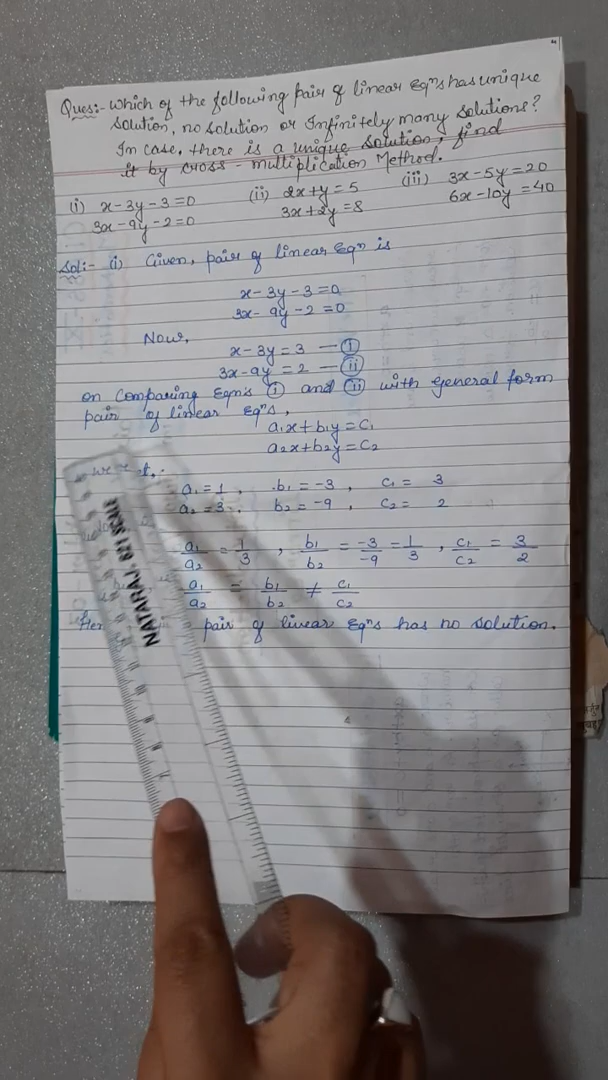 Ques:- Which of the following pair of linear Eqns has unique
solution, no solution or Infinitely many solutions?
In case, there is a unique solution, find
it by cross-multiplication Method.
(i) x-3y-3=0 (ii) 2x+y=5 (iii) 3x-5y=20
3x-9y-2=0 3x+2y=8 6x-10y=40
Sol:- (i) Given, pair of linear Eqn is
x-3y-3=0
3x-9y-2=0
Now,
x-3y=3 —(i)
3x-9y=2 —(ii)
on comparing Eqns (i) and (ii) with general form
pair of linear Eqns,
a₁x+b₁y=c₁
a₂x+b₂y=c₂
we
a₁=1, b₁=-3, c₁= 3
a₂=3, b₂=-9, c₂= 2
a₁/a₂ = 1/3, b₁/b₂ = -3/-9 = 1/3, c₁/c₂ = 3/2
a₁/a₂ = b₁/b₂ ≠ c₁/c₂
pair of linear Eqns has no solution.
NATARAJ 621 SCALE